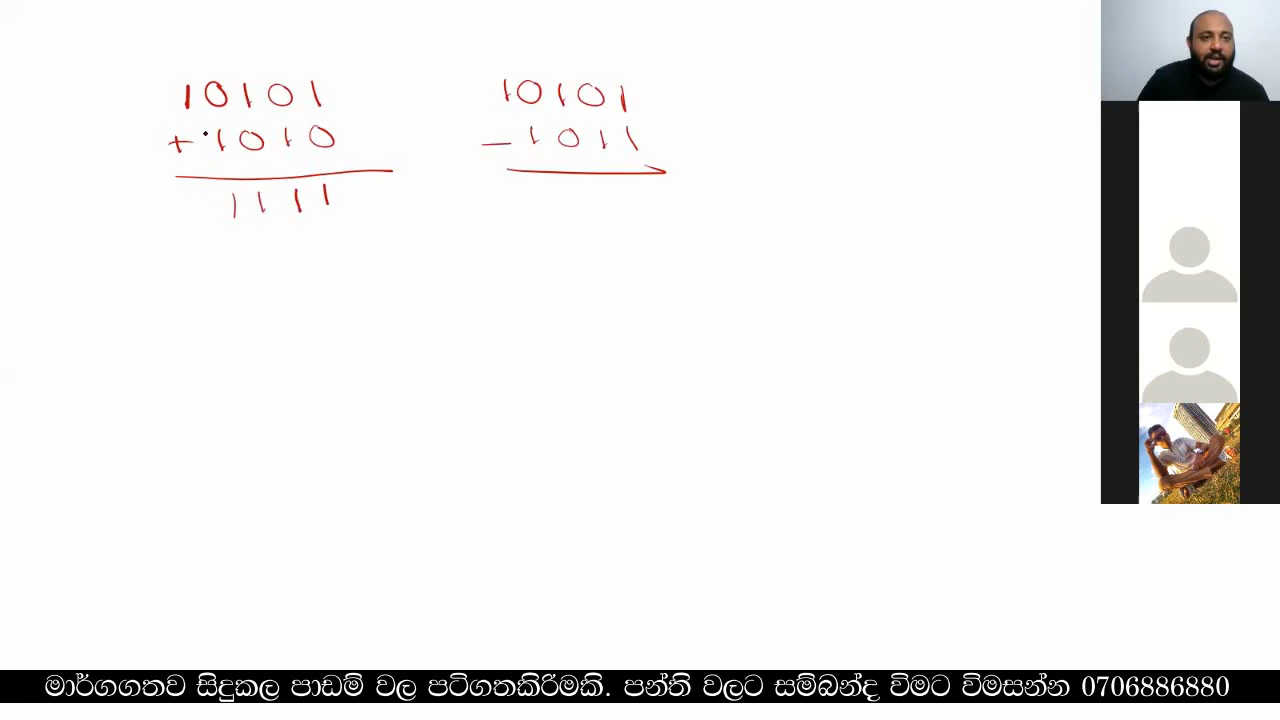 10101 10101
+ 1010 - 1011
1111
මාර්ගගතව සිදුකල පාඩම් වල පටිගතකිරිමකි. පන්ති වලට සම්බන්ද විමට විමසන්න 0706886880